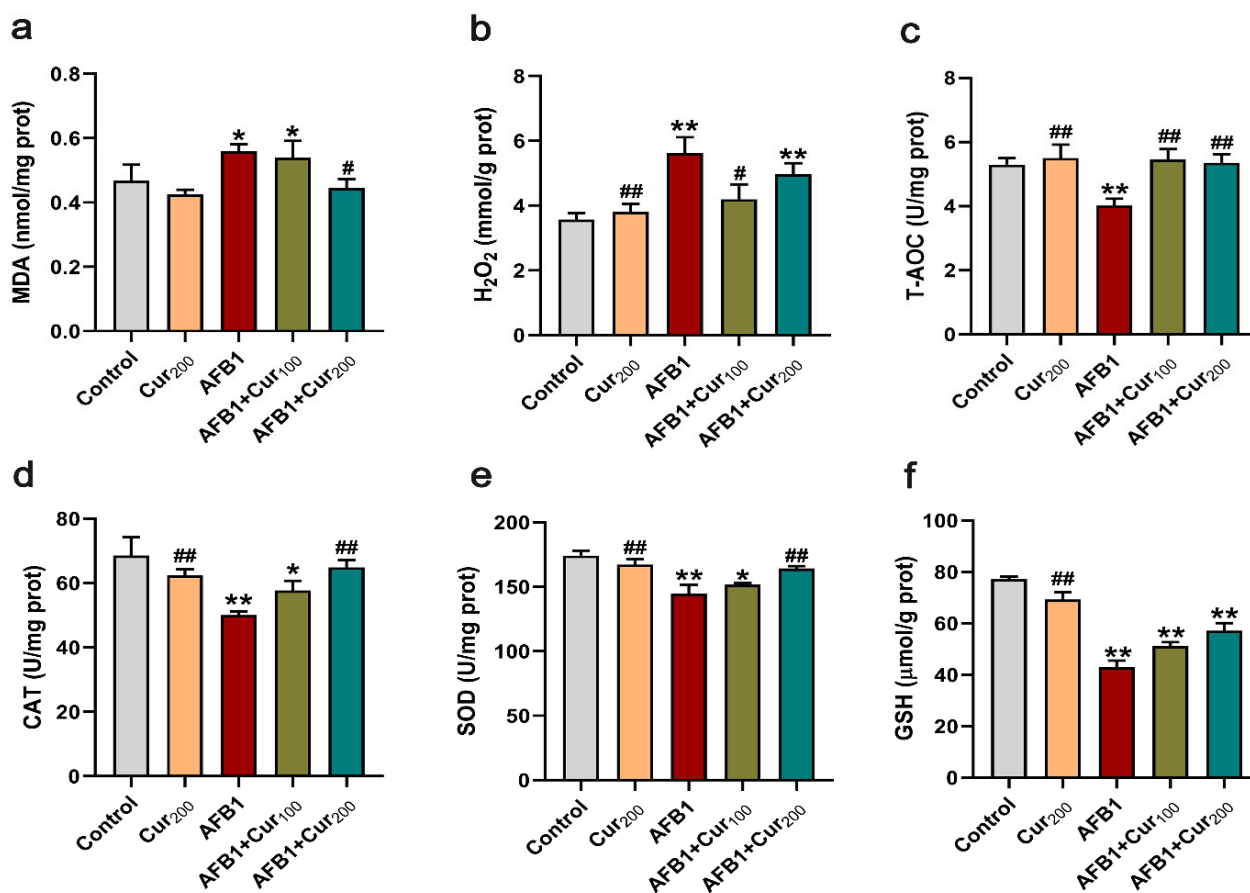 a
MDA (nmol/mg prot)
0.8
0.6
0.4
0.2
0.0
*
*
#
Control
Cur₂₀₀
AFB1
AFB1+Cur₁₀₀
AFB1+Cur₂₀₀
b
H₂O₂ (mmol/g prot)
8
6
4
2
0
##
**
#
**
Control
Cur₂₀₀
AFB1
AFB1+Cur₁₀₀
AFB1+Cur₂₀₀
c
T-AOC (U/mg prot)
8
6
4
2
0
##
**
##
##
Control
Cur₂₀₀
AFB1
AFB1+Cur₁₀₀
AFB1+Cur₂₀₀
d
CAT (U/mg prot)
80
60
40
20
0
##
**
*
##
Control
Cur₂₀₀
AFB1
AFB1+Cur₁₀₀
AFB1+Cur₂₀₀
e
SOD (U/mg prot)
200
150
100
50
0
##
**
*
##
Control
Cur₂₀₀
AFB1
AFB1+Cur₁₀₀
AFB1+Cur₂₀₀
f
GSH (μmol/g prot)
100
80
60
40
20
0
##
**
**
**
Control
Cur₂₀₀
AFB1
AFB1+Cur₁₀₀
AFB1+Cur₂₀₀